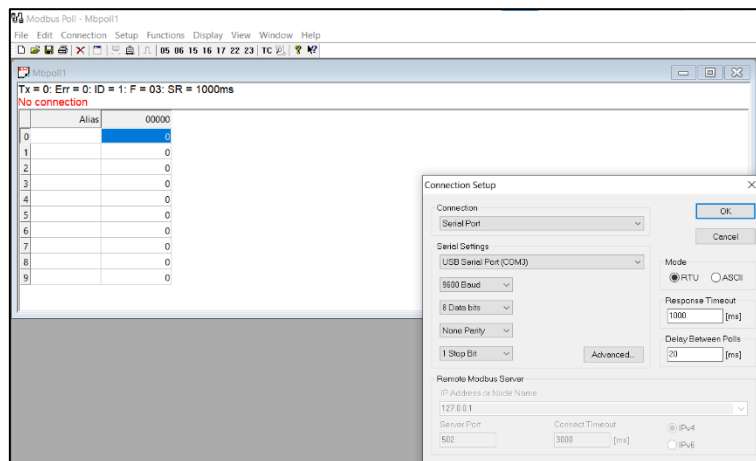 Modbus Poll - Mbpoll1
File Edit Connection Setup Functions Display View Window Help
05 06 15 16 17 22 23 TC
Mbpoll1
Tx = 0: Err = 0: ID = 1: F = 03: SR = 1000ms
No connection
Alias 00000
0 0
1 0
2 0
3 0
4 0
5 0
6 0
7 0
8 0
9 0
Connection Setup
Connection
Serial Port
OK
Cancel
Serial Settings
USB Serial Port (COM3)
9600 Baud
8 Data bits
None Parity
1 Stop Bit
Advanced...
Mode
RTU ASCII
Response Timeout
1000 [ms]
Delay Between Polls
20 [ms]
Remote Modbus Server
IP Address or Node Name
127.0.0.1
Server Port Connect Timeout
502 3000 [ms]
IPv4
IPv6